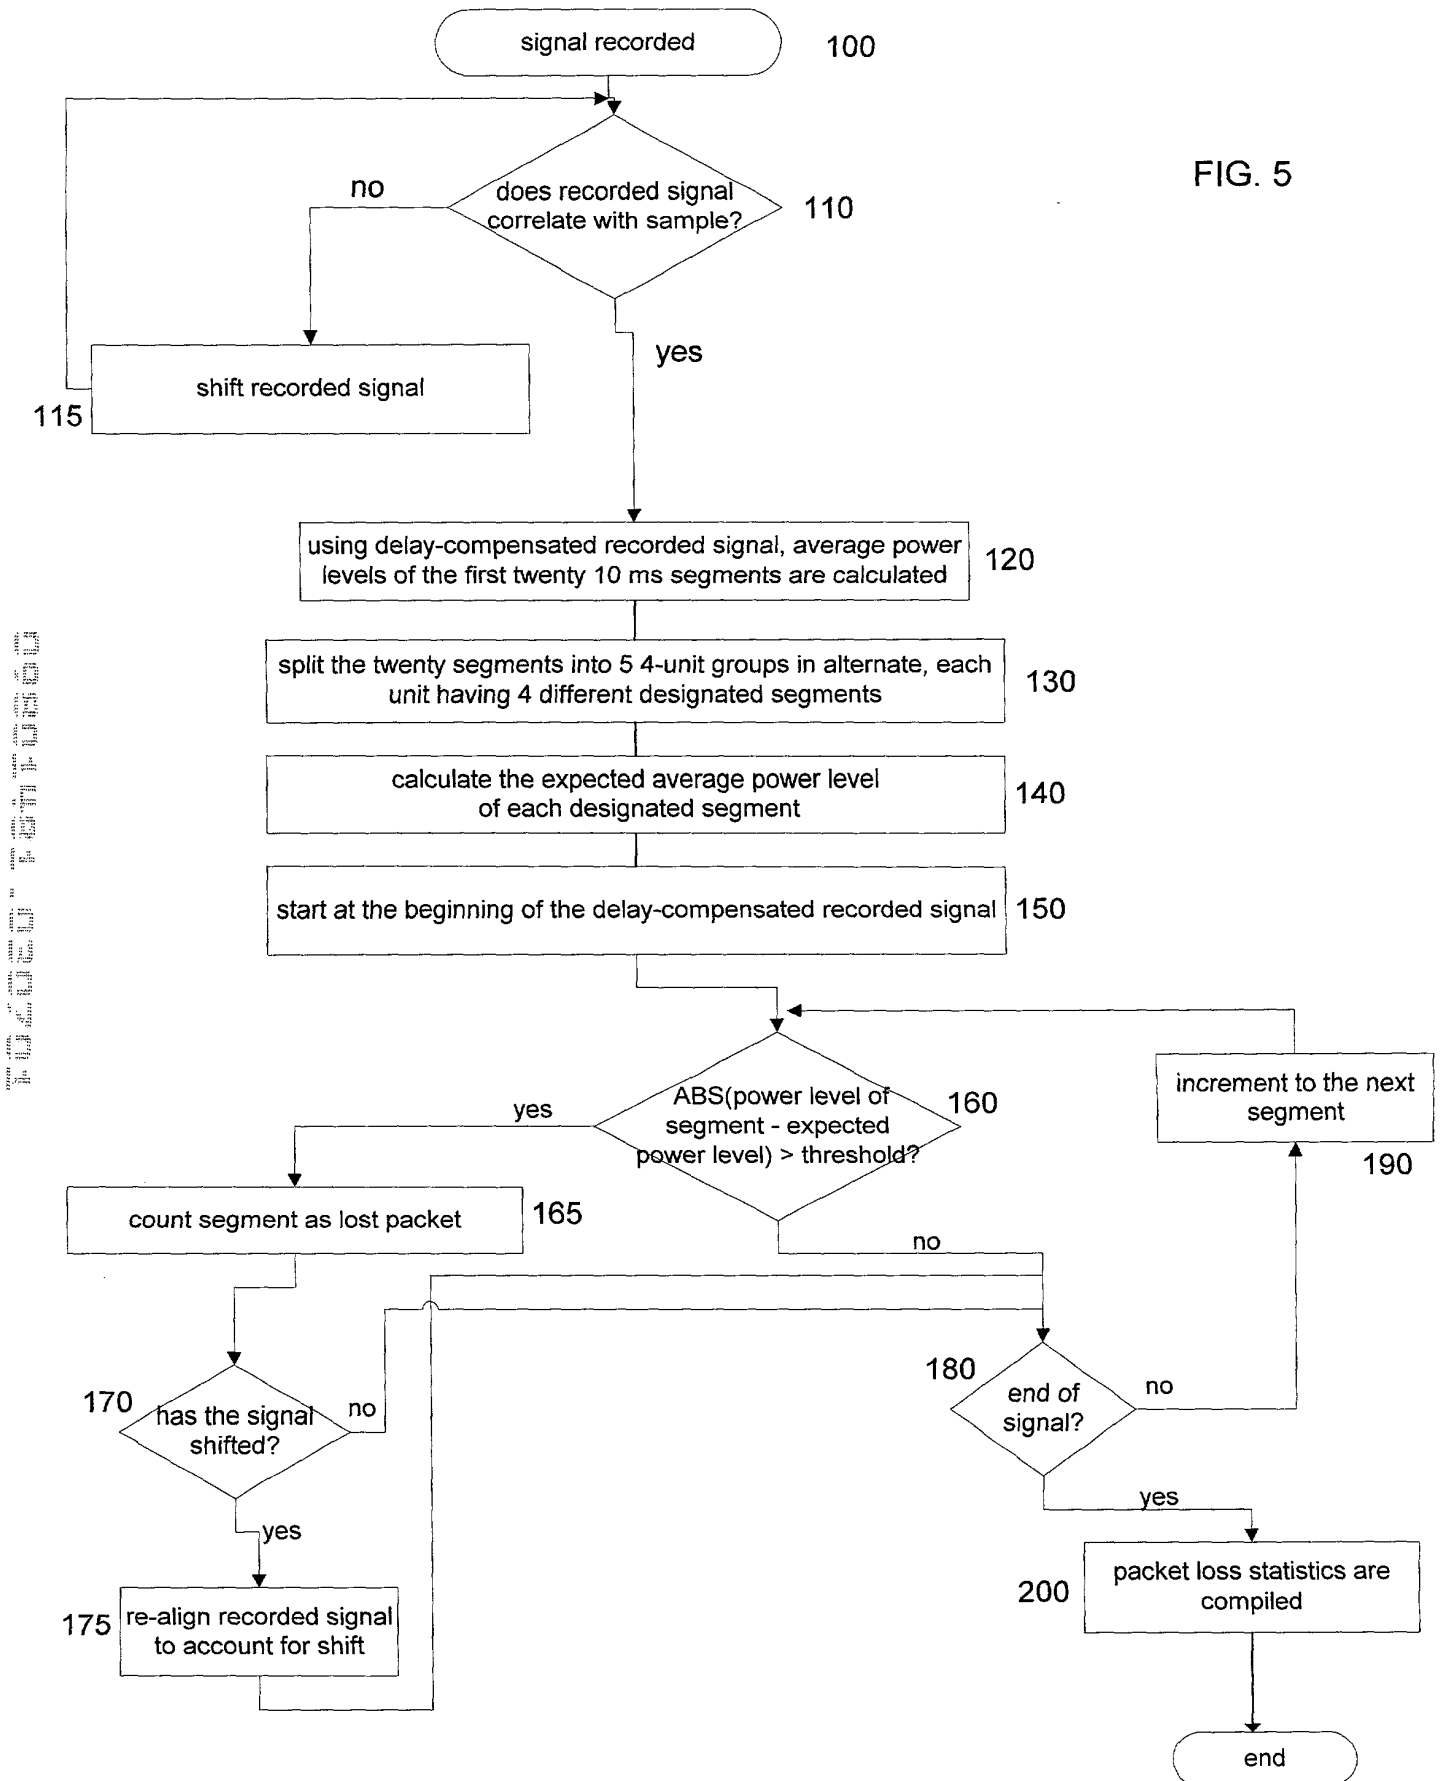 signal recorded
100
FIG. 5
no
does recorded signal
correlate with sample?
110
yes
shift recorded signal
115
using delay-compensated recorded signal, average power
levels of the first twenty 10 ms segments are calculated
120
split the twenty segments into 5 4-unit groups in alternate, each
unit having 4 different designated segments
130
calculate the expected average power level
of each designated segment
140
start at the beginning of the delay-compensated recorded signal
150
ABS(power level of
segment - expected
power level) > threshold?
160
yes
increment to the next
segment
190
count segment as lost packet
165
no
170
has the signal
shifted?
no
180
end of
signal?
no
yes
yes
175
re-align recorded signal
to account for shift
200
packet loss statistics are
compiled
end